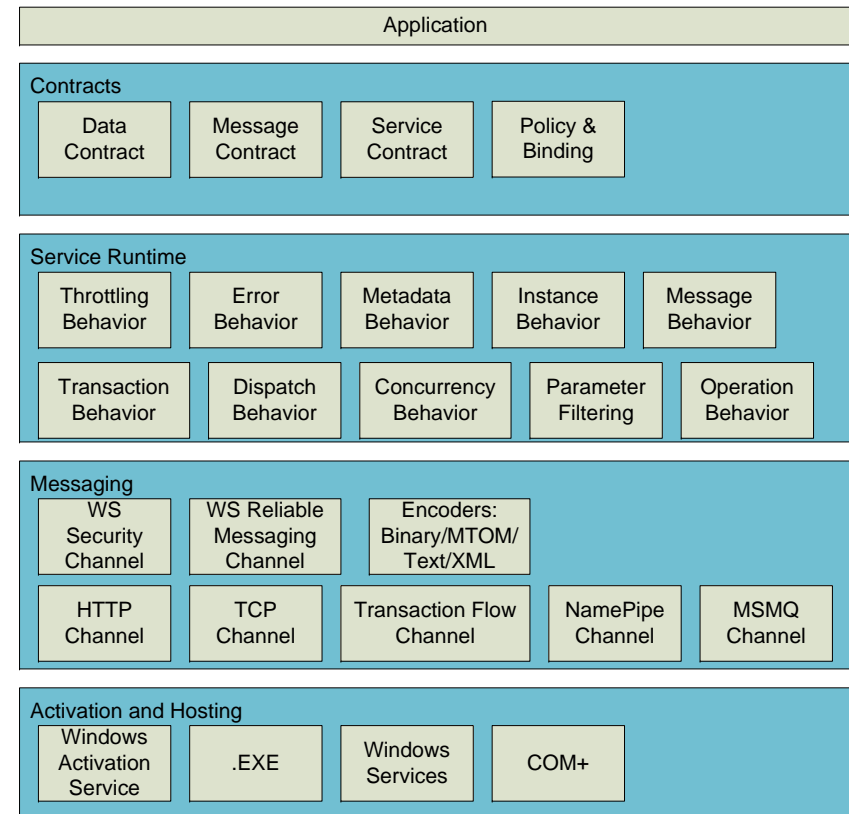 Application
Contracts
Data
Contract
Message
Contract
Service
Contract
Policy &
Binding
Service Runtime
Throttling
Behavior
Error
Behavior
Metadata
Behavior
Instance
Behavior
Message
Behavior
Transaction
Behavior
Dispatch
Behavior
Concurrency
Behavior
Parameter
Filtering
Operation
Behavior
Messaging
WS
Security
Channel
WS Reliable
Messaging
Channel
Encoders:
Binary/MTOM/
Text/XML
HTTP
Channel
TCP
Channel
Transaction Flow
Channel
NamePipe
Channel
MSMQ
Channel
Activation and Hosting
Windows
Activation
Service
.EXE
Windows
Services
COM+